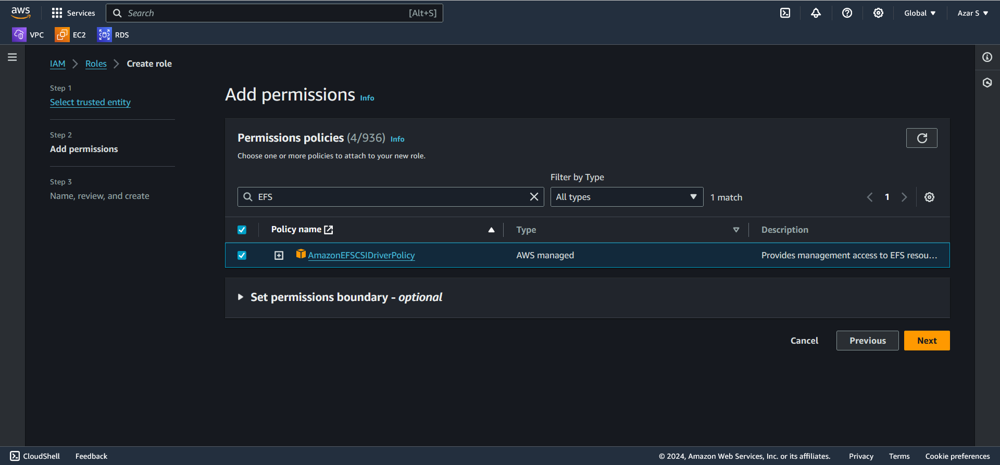 aws
Services
Search [Alt+S]
Global
Azar S
VPC
EC2
RDS
IAM
Roles
Create role
Step 1
Select trusted entity
Step 2
Add permissions
Step 3
Name, review, and create
Add permissions Info
Permissions policies (4/936) Info
Choose one or more policies to attach to your new role.
Filter by Type
EFS
All types
1 match
1
Policy name
Type
Description
AmazonEFSCSIDriverPolicy
AWS managed
Provides management access to EFS resou...
Set permissions boundary - optional
Cancel
Previous
Next
CloudShell
Feedback
© 2024, Amazon Web Services, Inc. or its affiliates.
Privacy
Terms
Cookie preferences